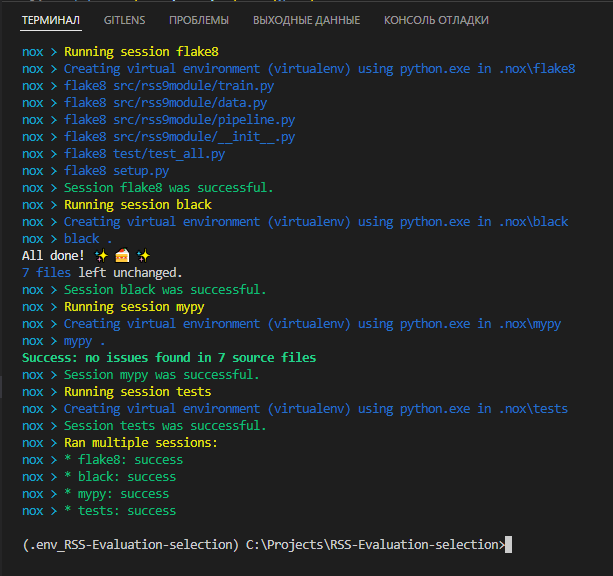 ТЕРМИНАЛ GITLENS ПРОБЛЕМЫ ВЫХОДНЫЕ ДАННЫЕ КОНСОЛЬ ОТЛАДКИ
nox > Running session flake8
nox > Creating virtual environment (virtualenv) using python.exe in .nox\flake8
nox > flake8 src/rss9module/train.py
nox > flake8 src/rss9module/data.py
nox > flake8 src/rss9module/pipeline.py
nox > flake8 src/rss9module/__init__.py
nox > flake8 test/test_all.py
nox > flake8 setup.py
nox > Session flake8 was successful.
nox > Running session black
nox > Creating virtual environment (virtualenv) using python.exe in .nox\black
nox > black .
All done! ✨ 🍰 ✨
7 files left unchanged.
nox > Session black was successful.
nox > Running session mypy
nox > Creating virtual environment (virtualenv) using python.exe in .nox\mypy
nox > mypy .
Success: no issues found in 7 source files
nox > Session mypy was successful.
nox > Running session tests
nox > Creating virtual environment (virtualenv) using python.exe in .nox\tests
nox > Session tests was successful.
nox > Ran multiple sessions:
nox > * flake8: success
nox > * black: success
nox > * mypy: success
nox > * tests: success
(.env_RSS-Evaluation-selection) C:\Projects\RSS-Evaluation-selection>